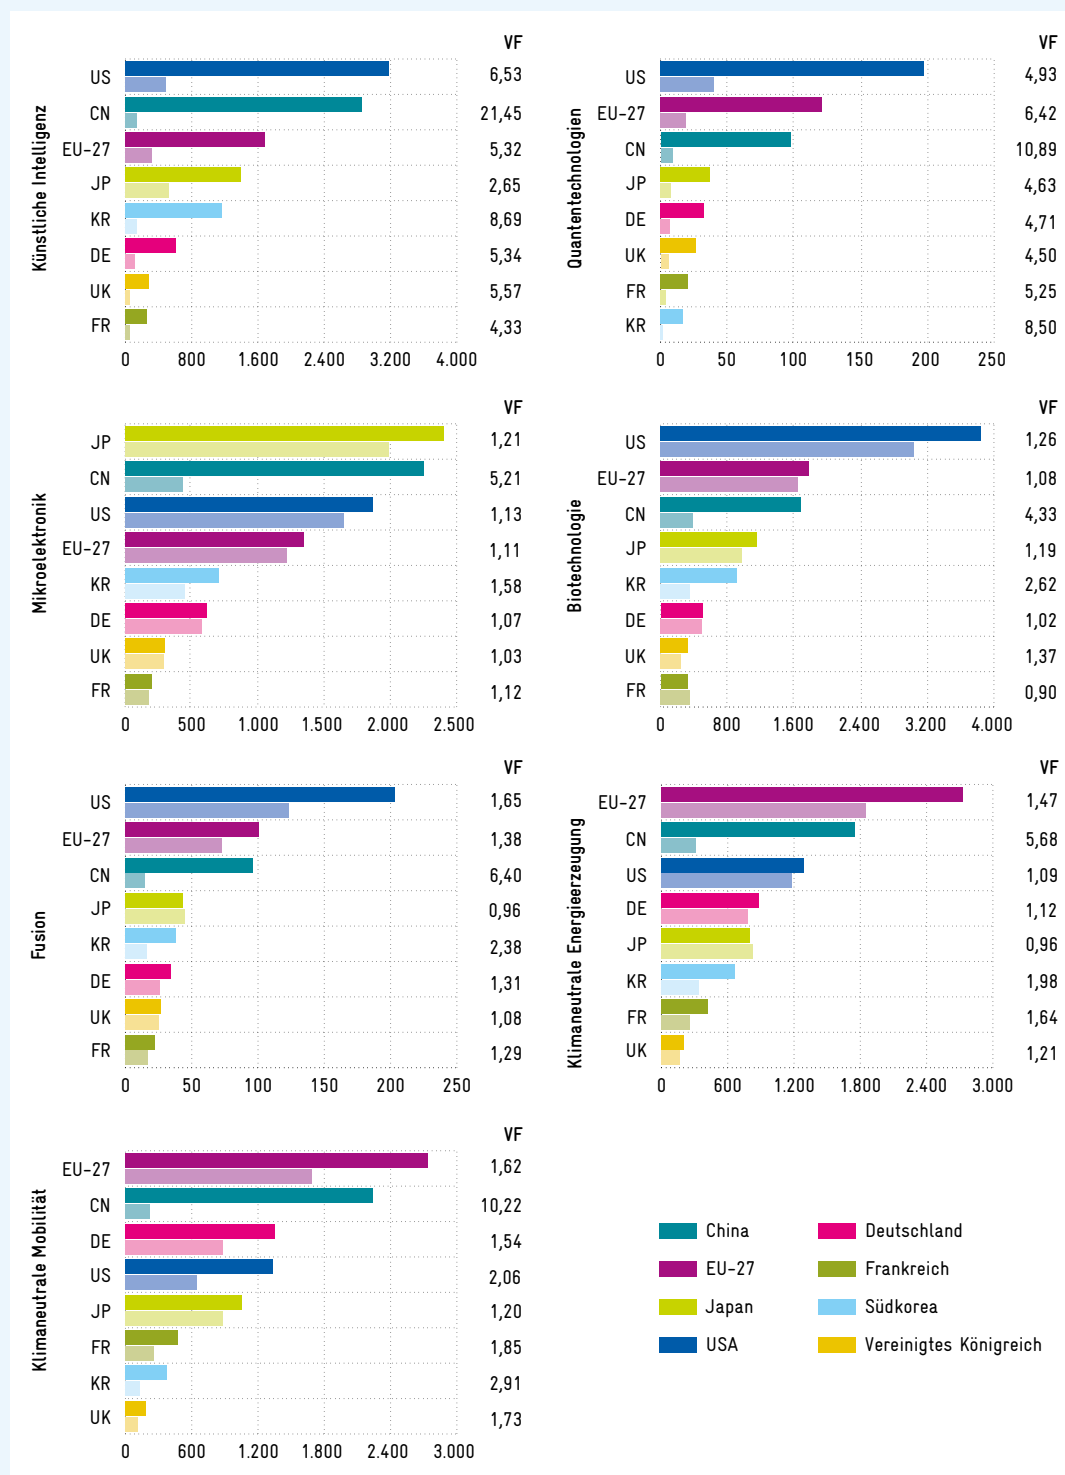 Künstliche Intelligenz
VF
US 6,53
CN 21,45
EU-27 5,32
JP 2,65
KR 8,69
DE 5,34
UK 5,57
FR 4,33
0 800 1.600 2.400 3.200 4.000
Quantentechnologien
VF
US 4,93
EU-27 6,42
CN 10,89
JP 4,63
DE 4,71
UK 4,50
FR 5,25
KR 8,50
0 50 100 150 200 250
Mikroelektronik
VF
JP 1,21
CN 5,21
US 1,13
EU-27 1,11
KR 1,58
DE 1,07
UK 1,03
FR 1,12
0 500 1.000 1.500 2.000 2.500
Biotechnologie
VF
US 1,26
EU-27 1,08
CN 4,33
JP 1,19
KR 2,62
DE 1,02
UK 1,37
FR 0,90
0 800 1.600 2.400 3.200 4.000
Fusion
VF
US 1,65
EU-27 1,38
CN 6,40
JP 0,96
KR 2,38
DE 1,31
UK 1,08
FR 1,29
0 50 100 150 200 250
Klimaneutrale Energieerzeugung
VF
EU-27 1,47
CN 5,68
US 1,09
DE 1,12
JP 0,96
KR 1,98
FR 1,64
UK 1,21
0 600 1.200 1.800 2.400 3.000
Klimaneutrale Mobilität
VF
EU-27 1,62
CN 10,22
DE 1,54
US 2,06
JP 1,20
FR 1,85
KR 2,91
UK 1,73
0 600 1.200 1.800 2.400 3.000
China
EU-27
Japan
USA
Deutschland
Frankreich
Südkorea
Vereinigtes Königreich